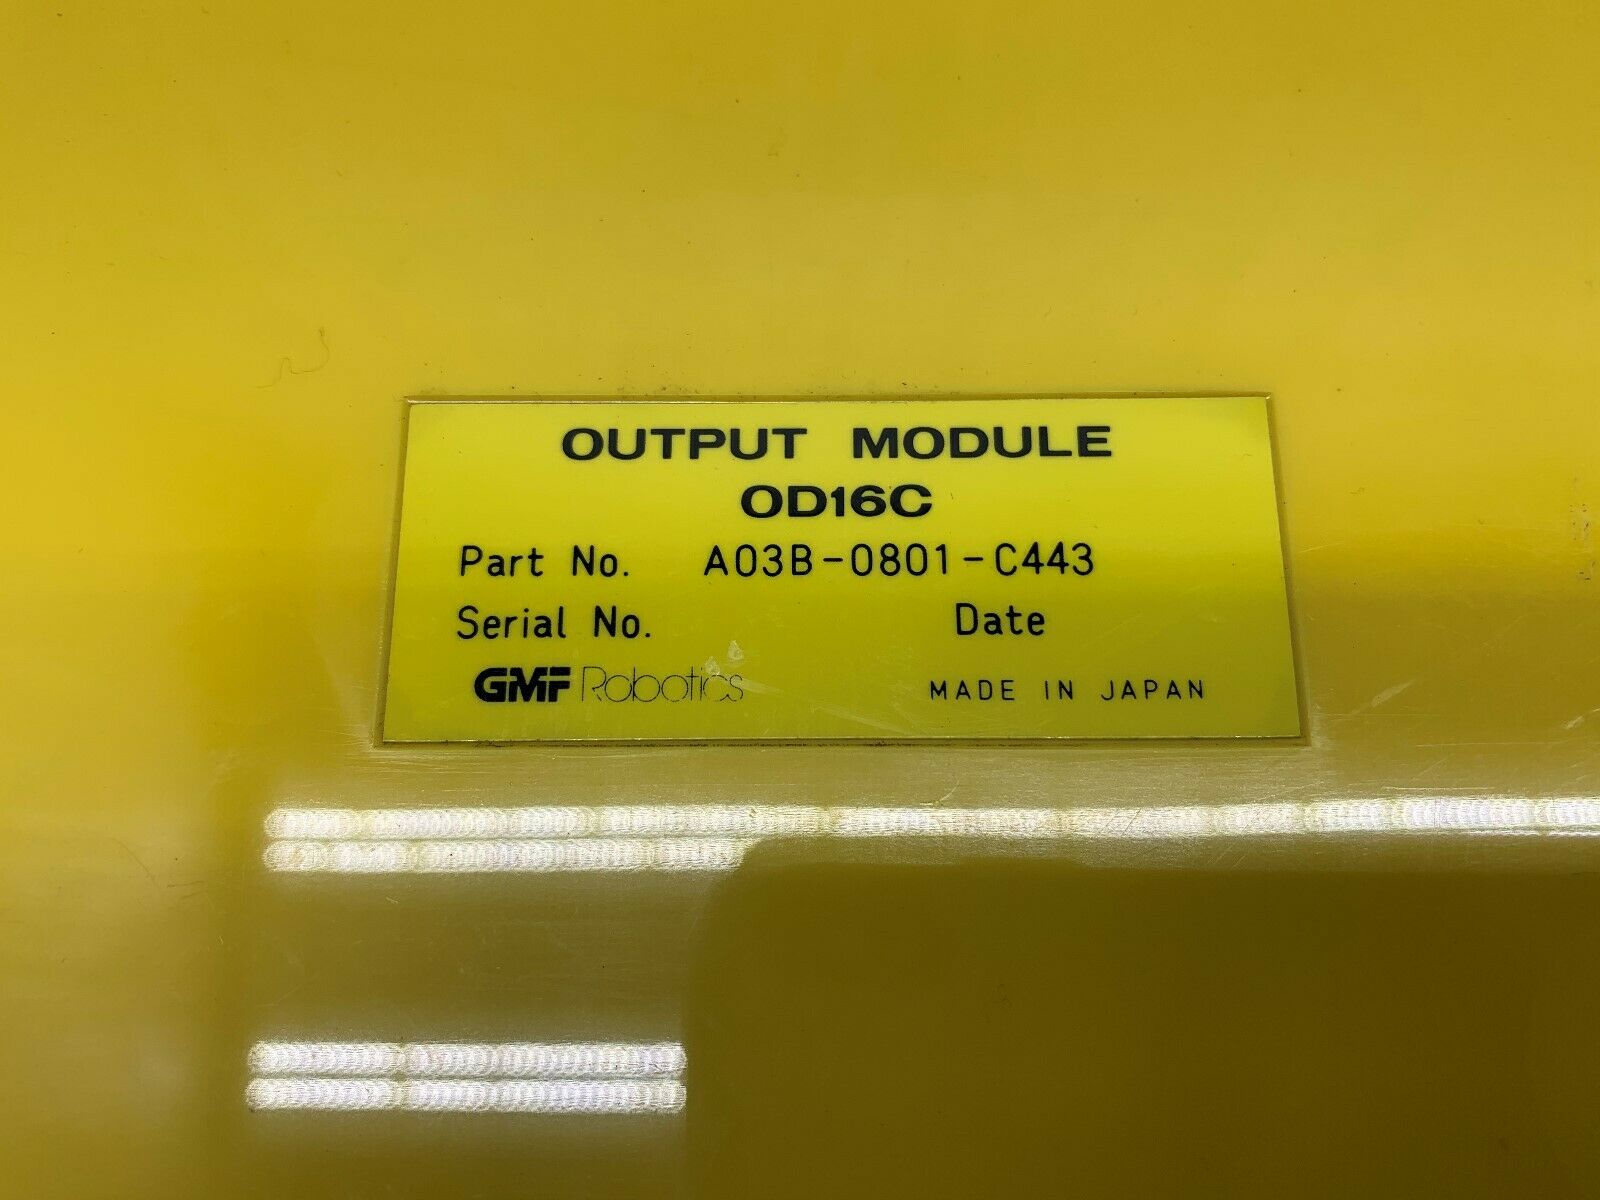 OUTPUT MODULE
OD16C
Part No. A03B-0801-C443
Serial No. Date
GMF Robotics MADE IN JAPAN